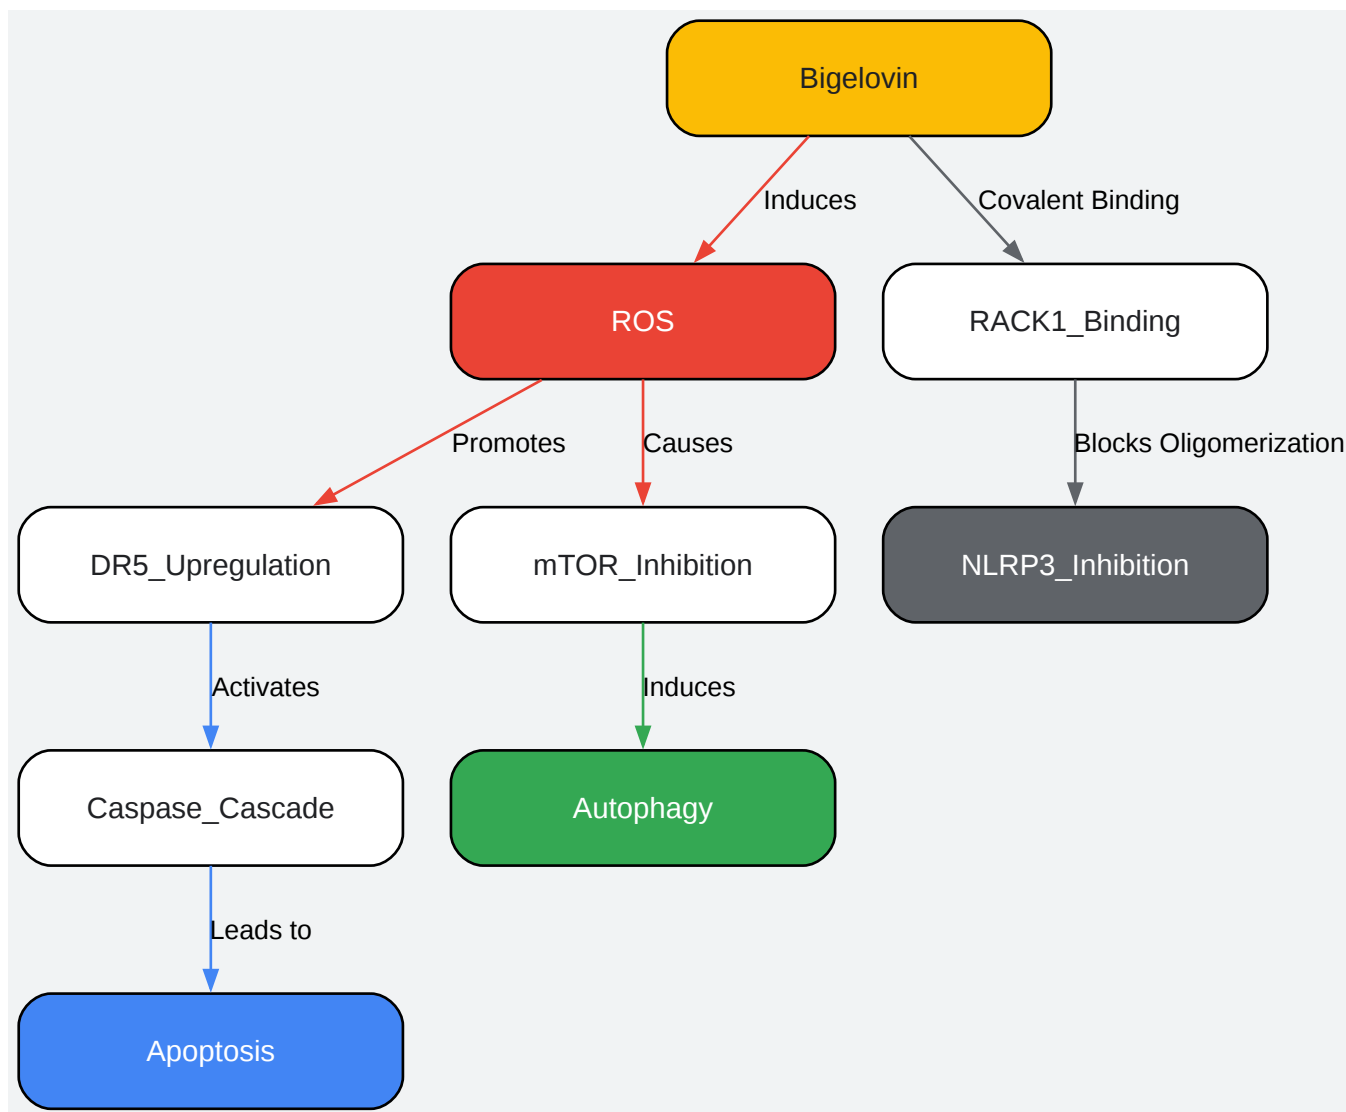 Bigelovin
Induces
Covalent Binding
ROS
RACK1_Binding
Promotes
Causes
Blocks Oligomerization
DR5_Upregulation
mTOR_Inhibition
NLRP3_Inhibition
Activates
Induces
Caspase_Cascade
Autophagy
Leads to
Apoptosis